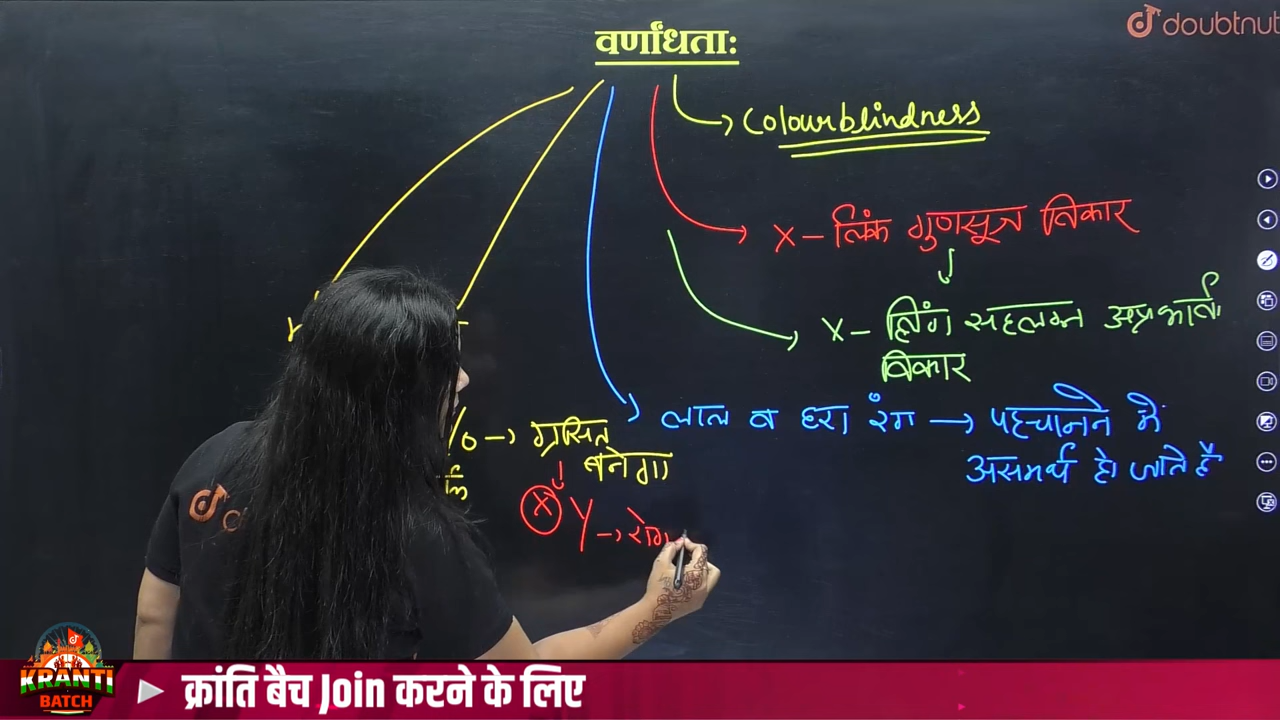 वर्णांधता:
doubtnut
Colourblindness
X - लिंक गुणसूत्र विकार
X - लिंग सहलग्न अप्रभावी
विकार
लाल व हरा रंग → पहचानने में
असमर्थ हो जाते हैं
% → ग्रसित
बनेगा
X Y → रोग
KRANTI
BATCH
क्रांति बैच Join करने के लिए